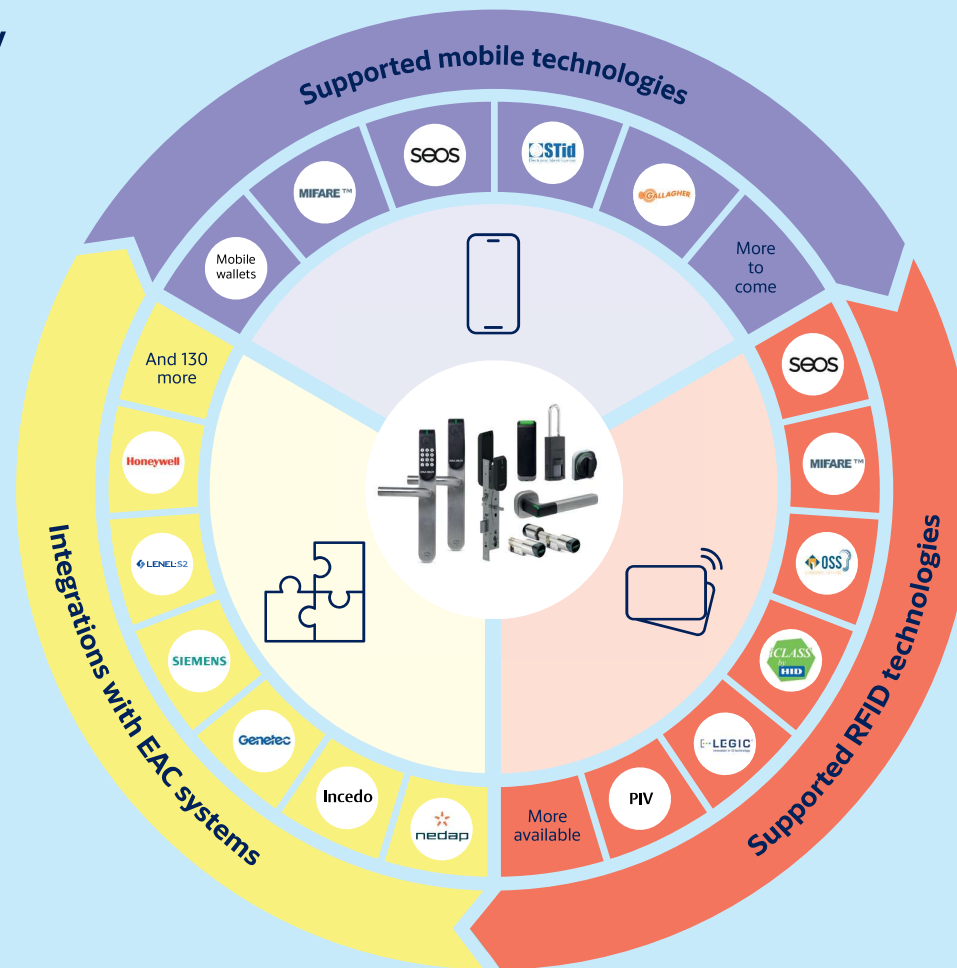 Supported mobile technologies
Mobile
wallets
MIFARE™
seos
STid
GALLAGHER
More
to
come
Supported RFID technologies
seos
MIFARE™
OSS
iCLASS
by
HID
LEGIC
PIV
More
available
Integrations with EAC systems
And 130
more
Honeywell
LENEL·S2
SIEMENS
Genetec
Incedo
nedap